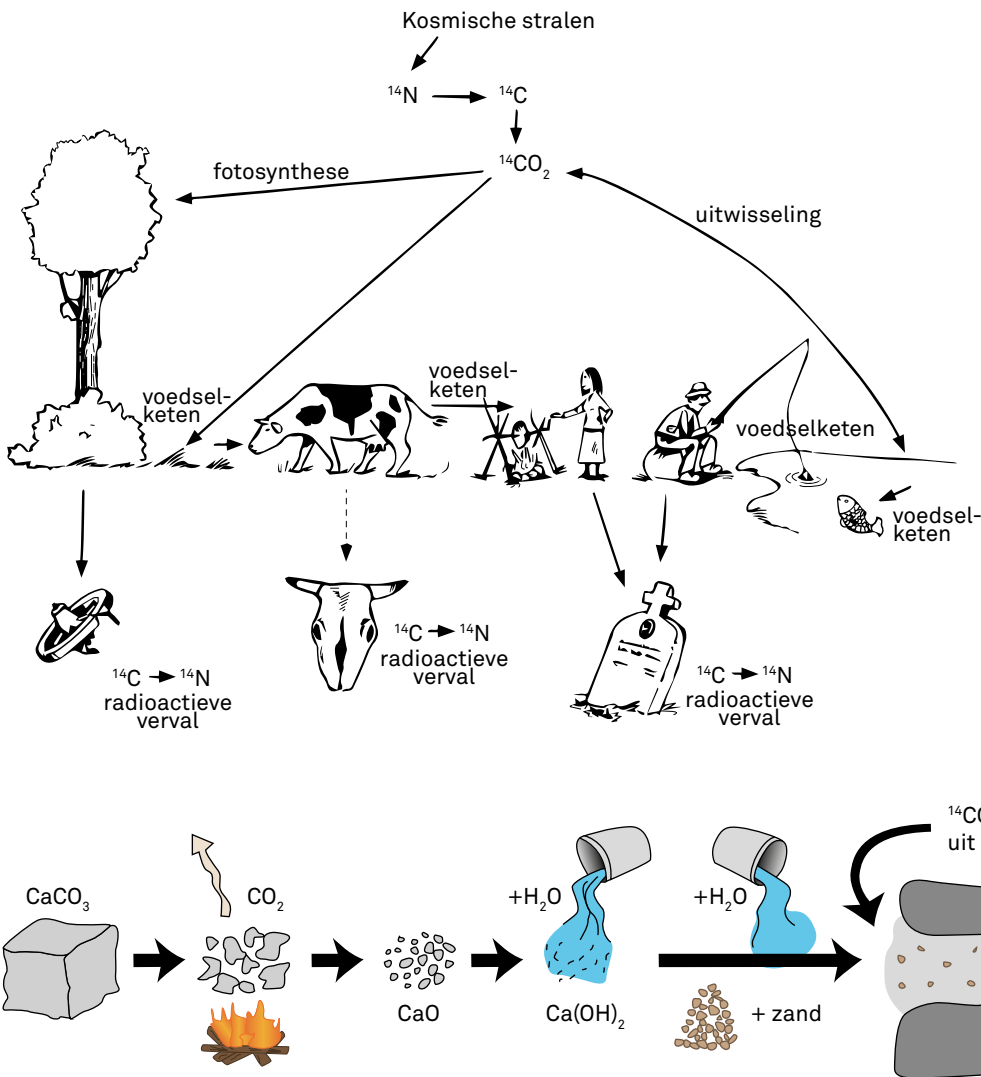 Kosmische stralen
¹⁴N
¹⁴C
¹⁴CO₂
fotosynthese
uitwisseling
voedsel-
keten
voedsel-
keten
voedselketen
voedsel-
keten
¹⁴C → ¹⁴N
radioactieve
verval
¹⁴C → ¹⁴N
radioactieve
verval
¹⁴C → ¹⁴N
radioactieve
verval
CaCO₃
CO₂
CaO
+H₂O
Ca(OH)₂
+H₂O
+ zand
uit